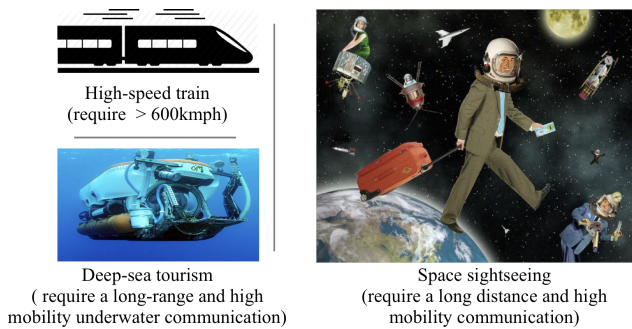 High-speed train
(require > 600kmph)
Deep-sea tourism
( require a long-range and high
mobility underwater communication)
Space sightseeing
(require a long distance and high
mobility communication)